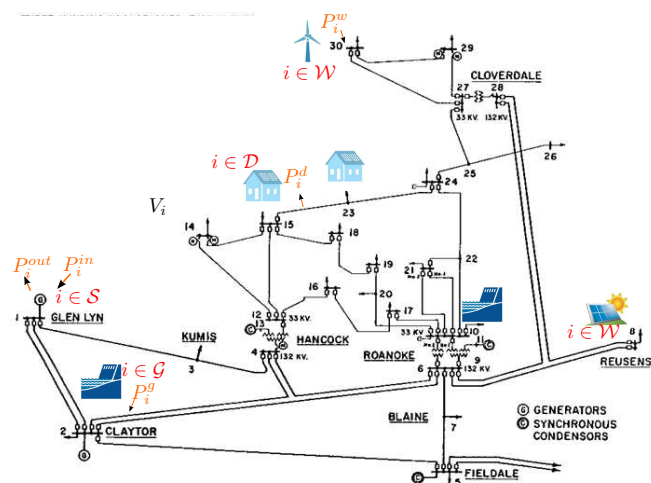 P_i^w
30
29
i ∈ W
CLOVERDALE
27
28
33 KV.
132 KV.
i ∈ D
26
25
P_i^d
24
23
V_i
14
15
18
22
19
21
P_i^out
P_i^in
16
20
17
i ∈ S
G
12
33 KV.
13
1
GLEN LYN
C
HANCOCK
33 KV.
10
i ∈ W
8
KUMIS
ROANOKE
11
C
4
132 KV.
9
REUSENS
3
i ∈ G
6
132 KV.
P_i^g
BLAINE
7
G GENERATORS
C SYNCHRONOUS
CONDENSORS
2
CLAYTOR
G
C
FIELDALE
5